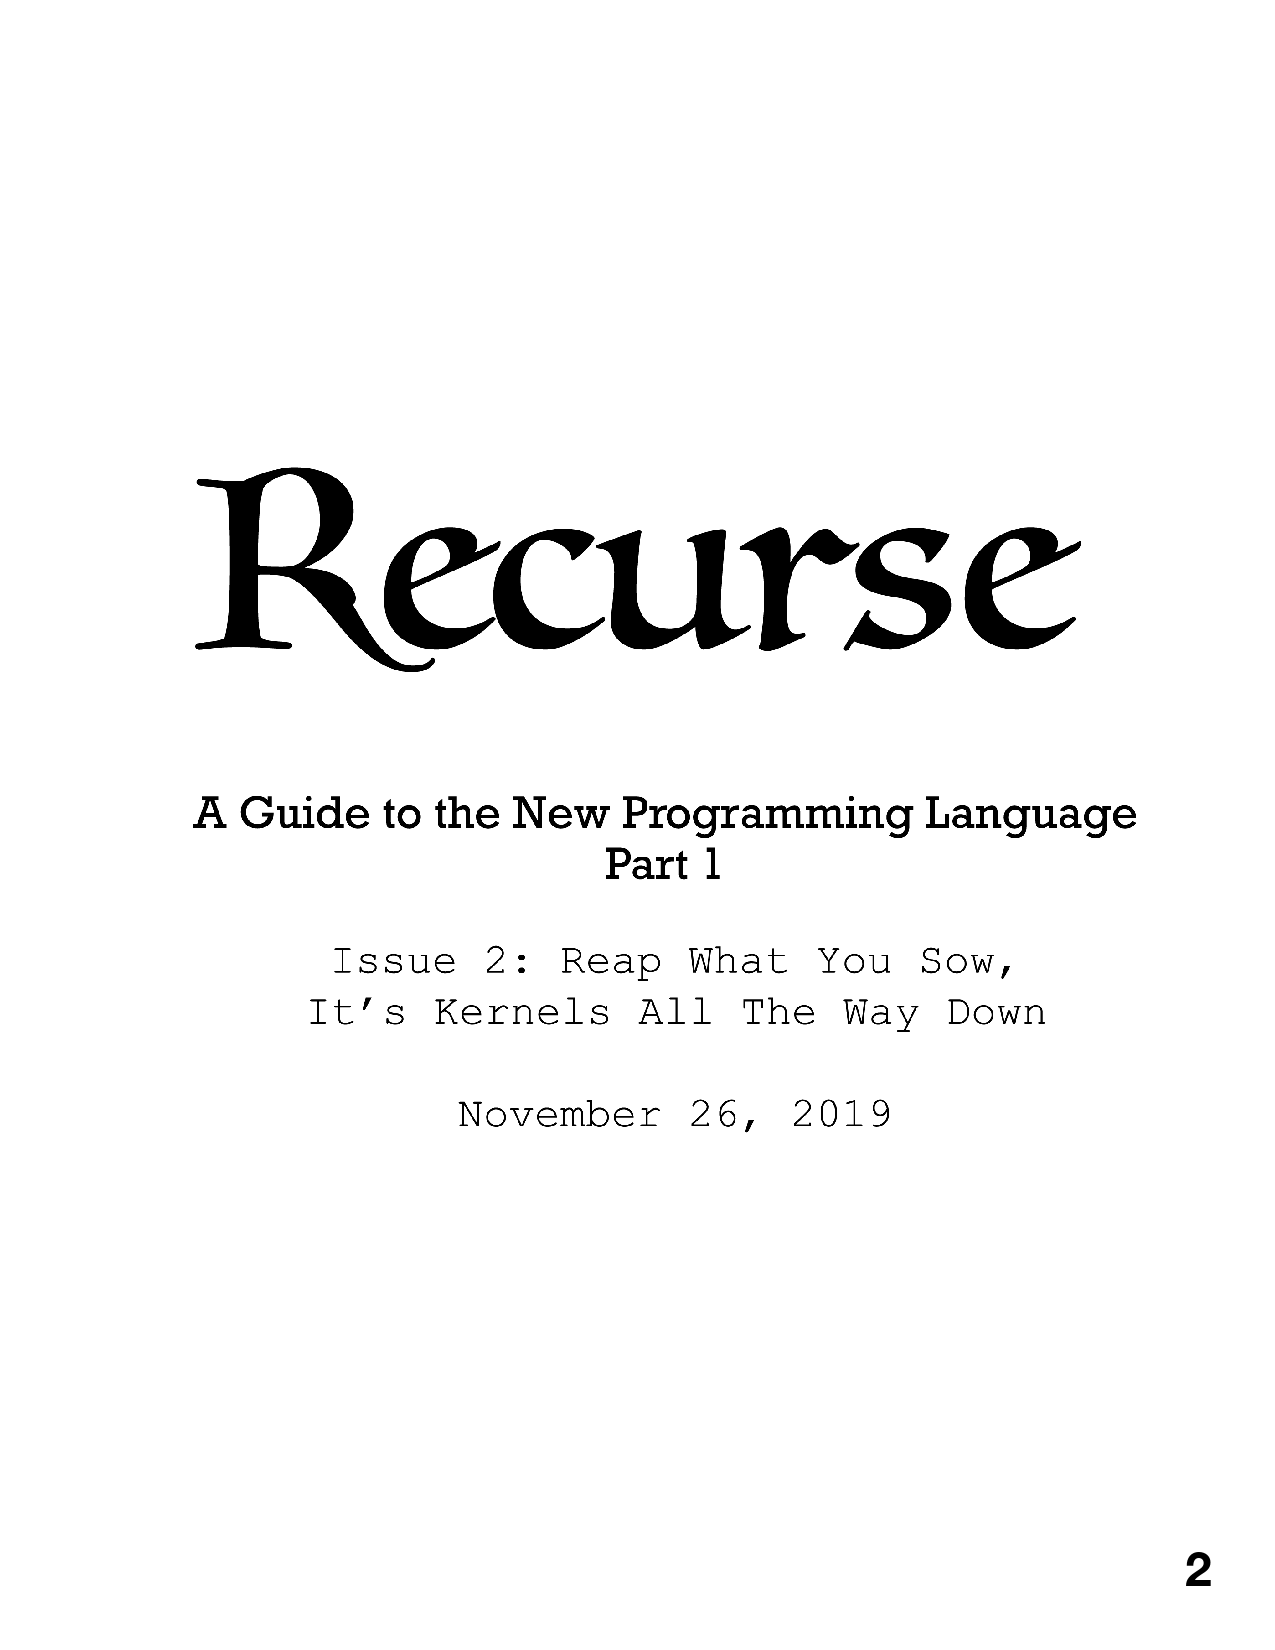 Recurse
A Guide to the New Programming Language
Part 1
Issue 2: Reap What You Sow,
It’s Kernels All The Way Down
November 26, 2019
2